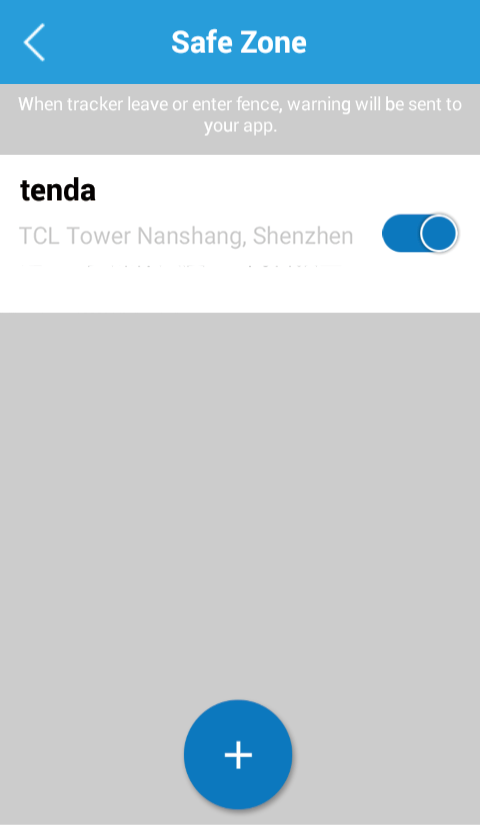 Safe Zone
When tracker leave or enter fence, warning will be sent to
your app.
tenda
TCL Tower Nanshang, Shenzhen